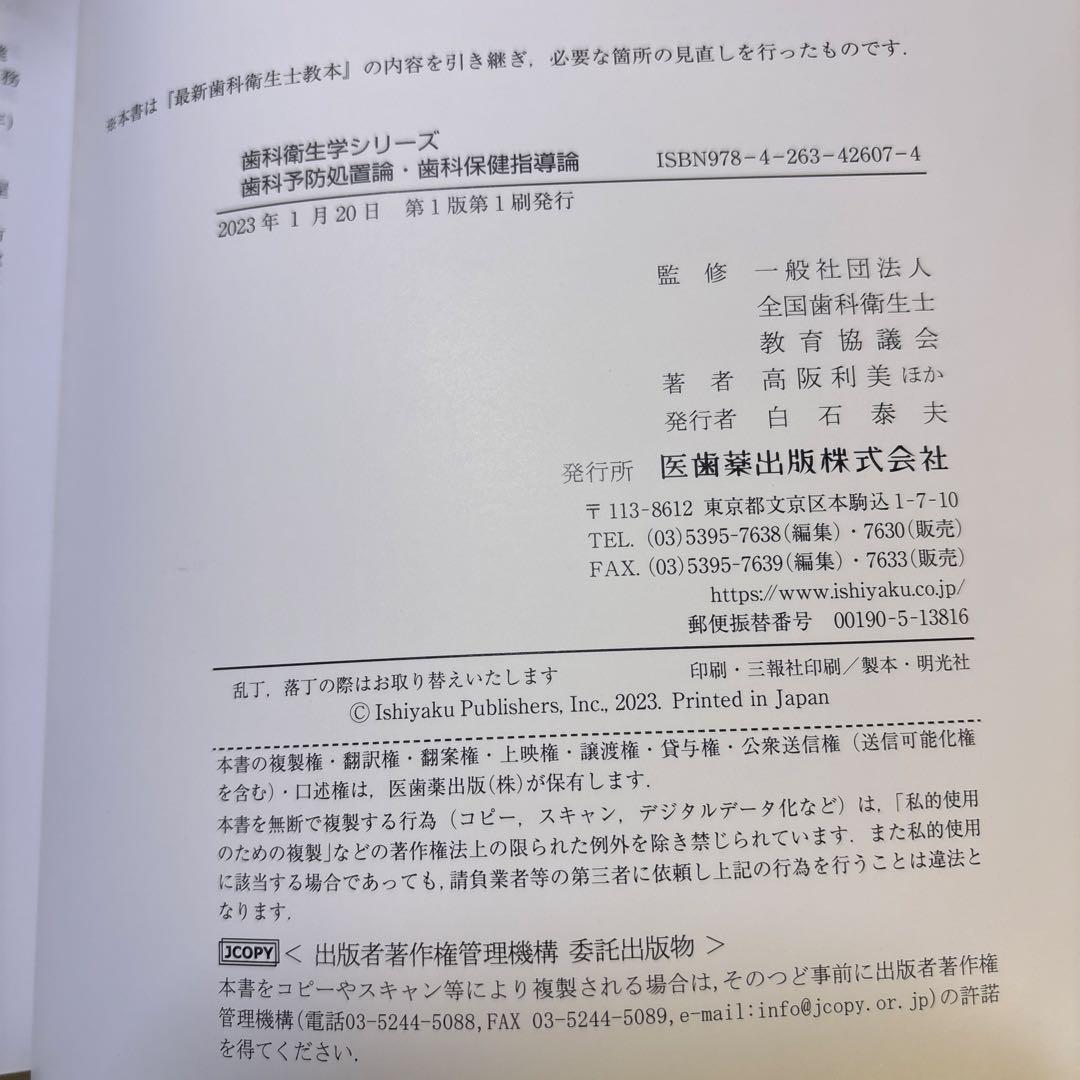 ※本書は『最新歯科衛生士教本』の内容を引き継ぎ，必要な箇所の見直しを行ったものです．
歯科衛生学シリーズ
歯科予防処置論・歯科保健指導論 ISBN978-4-263-42607-4
2023年1月20日 第1版第1刷発行
監修 一般社団法人
全国歯科衛生士
教育協議会
著者 高阪利美ほか
発行者 白石泰夫
発行所 医歯薬出版株式会社
〒113-8612 東京都文京区本駒込1-7-10
TEL. (03)5395-7638(編集)・7630(販売)
FAX. (03)5395-7639(編集)・7633(販売)
https://www.ishiyaku.co.jp/
郵便振替番号 00190-5-13816
乱丁，落丁の際はお取り替えいたします 印刷・三報社印刷／製本・明光社
© Ishiyaku Publishers, Inc., 2023. Printed in Japan
本書の複製権・翻訳権・翻案権・上映権・譲渡権・貸与権・公衆送信権（送信可能化権
を含む）・口述権は，医歯薬出版(株)が保有します．
本書を無断で複製する行為（コピー，スキャン，デジタルデータ化など）は，「私的使用
のための複製」などの著作権法上の限られた例外を除き禁じられています．また私的使用
に該当する場合であっても，請負業者等の第三者に依頼し上記の行為を行うことは違法と
なります．
JCOPY ＜ 出版者著作権管理機構 委託出版物 ＞
本書をコピーやスキャン等により複製される場合は，そのつど事前に出版者著作権
管理機構(電話03-5244-5088,FAX 03-5244-5089,e-mail:info@jcopy.or.jp)の許諾
を得てください．